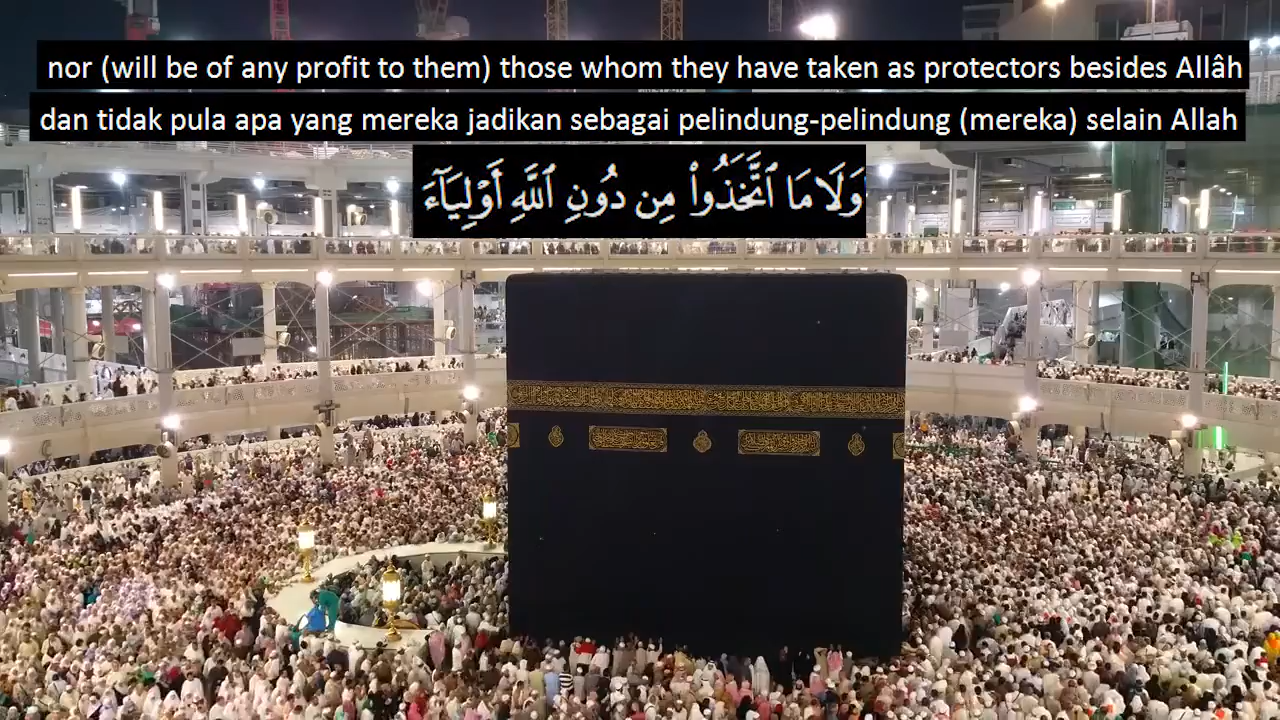 nor (will be of any profit to them) those whom they have taken as protectors besides Allâh
dan tidak pula apa yang mereka jadikan sebagai pelindung-pelindung (mereka) selain Allah
وَلَا مَا ٱتَّخَذُوا۟ مِن دُونِ ٱللَّهِ أَوْلِيَآءَ